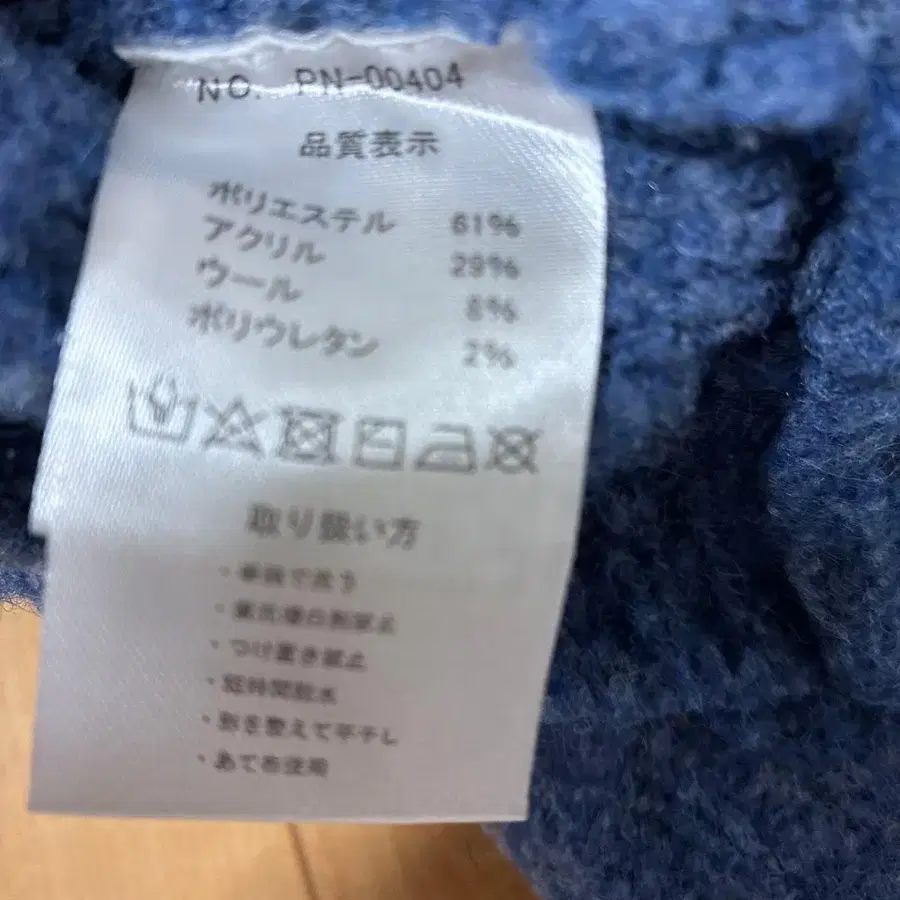 NO. PN-00404
品質表示
ポリエステル 61%
アクリル 29%
ウール 8%
ポリウレタン 2%
取り扱い方
・単独で洗う
・蛍光増白剤禁止
・つけ置き禁止
・短時間脱水
・形を整えて平干し
・あて布使用